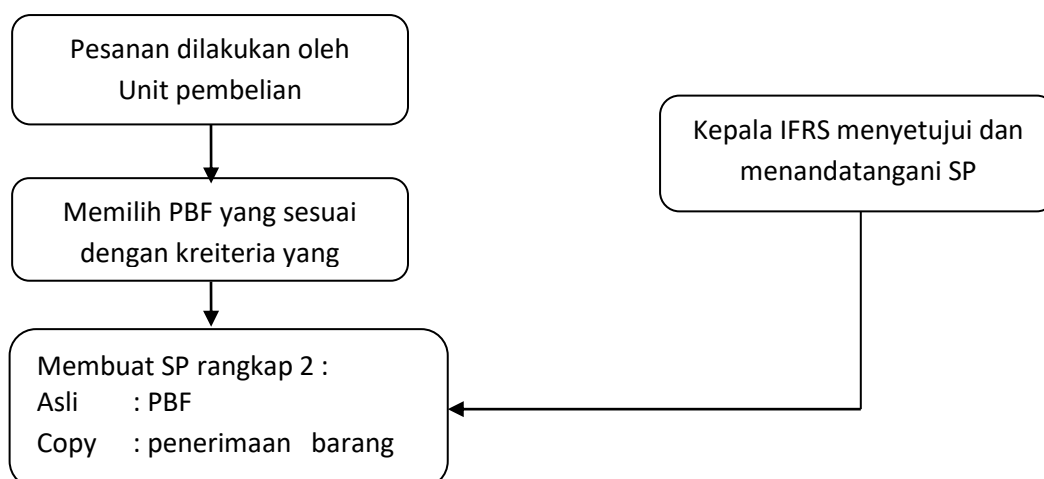 Pesanan dilakukan oleh
Unit pembelian
Kepala IFRS menyetujui dan
menandatangani SP
Memilih PBF yang sesuai
dengan kreiteria yang
Membuat SP rangkap 2 :
Asli : PBF
Copy : penerimaan barang